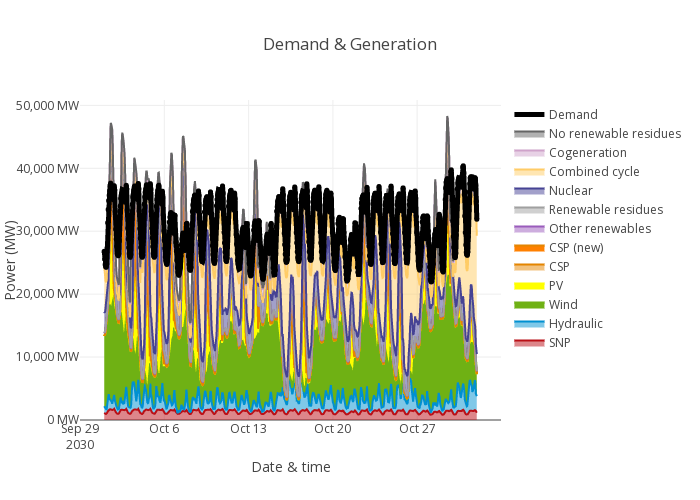 Demand & Generation
50,000 MW
40,000 MW
30,000 MW
20,000 MW
10,000 MW
0 MW
Power (MW)
Sep 29
2030
Oct 6
Oct 13
Oct 20
Oct 27
Date & time
Demand
No renewable residues
Cogeneration
Combined cycle
Nuclear
Renewable residues
Other renewables
CSP (new)
CSP
PV
Wind
Hydraulic
SNP